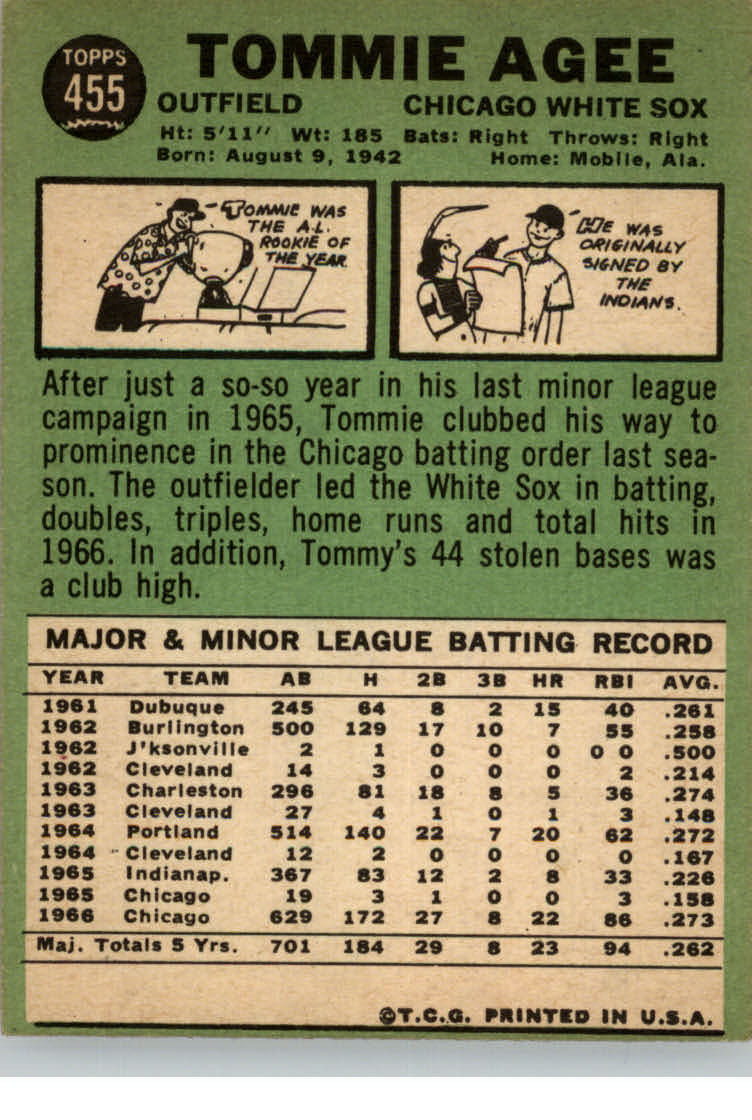 TOPPS
455
TOMMIE AGEE
OUTFIELD CHICAGO WHITE SOX
Ht: 5'11" Wt: 185 Bats: Right Throws: Right
Born: August 9, 1942 Home: Mobile, Ala.
TOMMIE WAS
THE A.L.
ROOKIE OF
THE YEAR
HE WAS
ORIGINALLY
SIGNED BY
THE
INDIANS.
After just a so-so year in his last minor league
campaign in 1965, Tommie clubbed his way to
prominence in the Chicago batting order last sea-
son. The outfielder led the White Sox in batting,
doubles, triples, home runs and total hits in
1966. In addition, Tommy's 44 stolen bases was
a club high.
MAJOR & MINOR LEAGUE BATTING RECORD
YEAR TEAM AB H 2B 3B HR RBI AVG.
1961 Dubuque 245 64 8 2 15 40 .261
1962 Burlington 500 129 17 10 7 55 .258
1962 J'ksonville 2 1 0 0 0 0 0 .500
1962 Cleveland 14 3 0 0 0 2 .214
1963 Charleston 296 81 18 8 5 36 .274
1963 Cleveland 27 4 1 0 1 3 .148
1964 Portland 514 140 22 7 20 62 .272
1964 Cleveland 12 2 0 0 0 0 .167
1965 Indianap. 367 83 12 2 8 33 .226
1965 Chicago 19 3 1 0 0 3 .158
1966 Chicago 629 172 27 8 22 86 .273
Maj. Totals 5 Yrs. 701 184 29 8 23 94 .262
©T.C.G. PRINTED IN U.S.A.